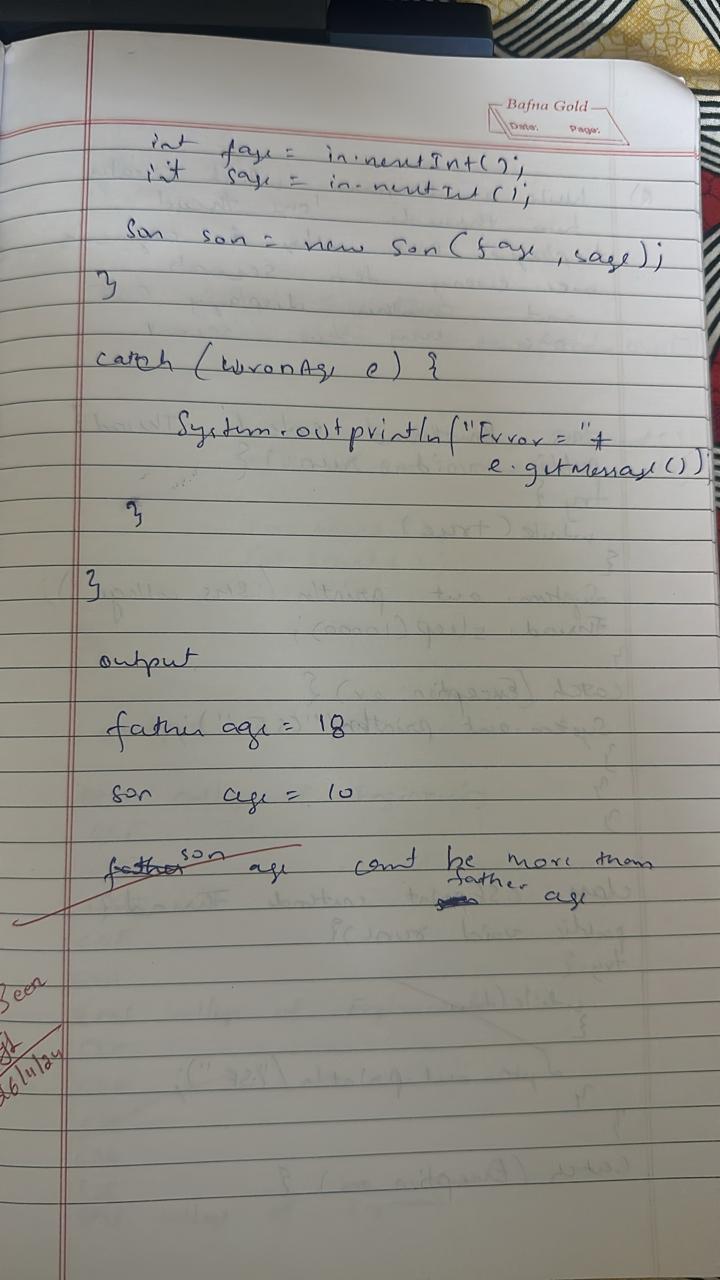 Bafna Gold
Date: Page:
int fage = in.nextInt();
int sage = in.nextInt();
Son son = new Son(fage, sage);
}
catch (WronAge e) {
System.out println("Error = " +
e.getMessage())
}
}
output
father age = 18
son age = 10
father son age can't be more than
father age
Seen
26/11/24